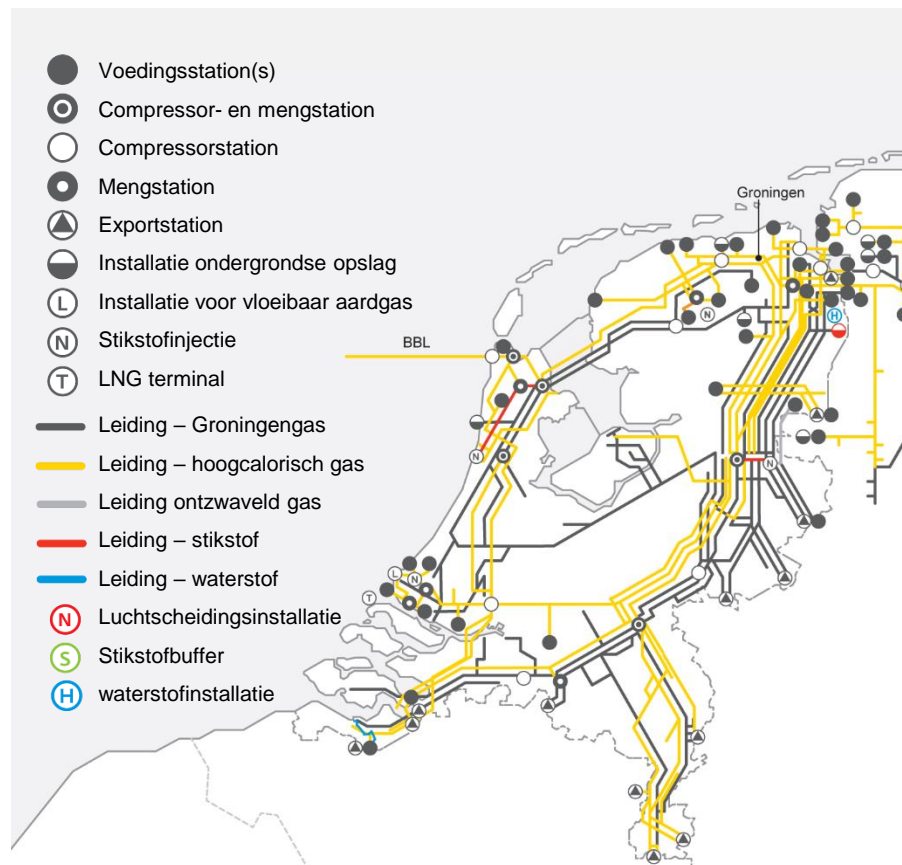 Voedingsstation(s)
Compressor- en mengstation
Compressorstation
Mengstation
Exportstation
Installatie ondergrondse opslag
L Installatie voor vloeibaar aardgas
N Stikstofinjectie
T LNG terminal
Leiding – Groningengas
Leiding – hoogcalorisch gas
Leiding ontzwaveld gas
Leiding – stikstof
Leiding – waterstof
N Luchtscheidingsinstallatie
S Stikstofbuffer
H waterstofinstallatie
Groningen
N
H
BBL
N
N
L
N
T